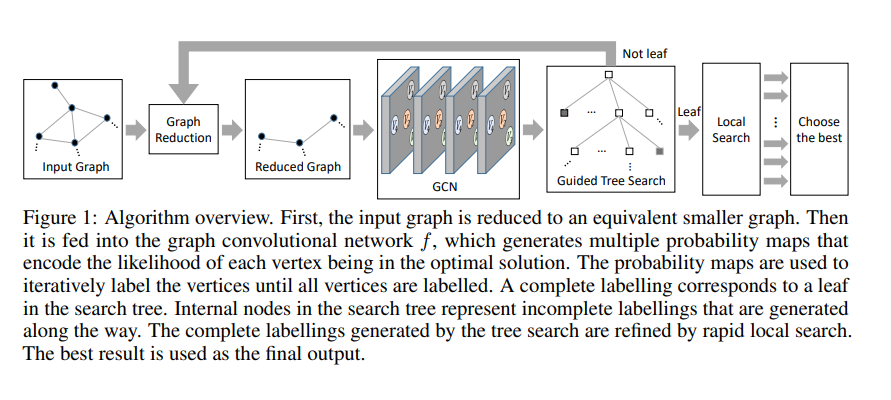 Not leaf
Input Graph
Graph
Reduction
Reduced Graph
GCN
Guided Tree Search
Leaf
Local
Search
Choose
the best
Figure 1: Algorithm overview. First, the input graph is reduced to an equivalent smaller graph. Then
it is fed into the graph convolutional network f, which generates multiple probability maps that
encode the likelihood of each vertex being in the optimal solution. The probability maps are used to
iteratively label the vertices until all vertices are labelled. A complete labelling corresponds to a leaf
in the search tree. Internal nodes in the search tree represent incomplete labellings that are generated
along the way. The complete labellings generated by the tree search are refined by rapid local search.
The best result is used as the final output.